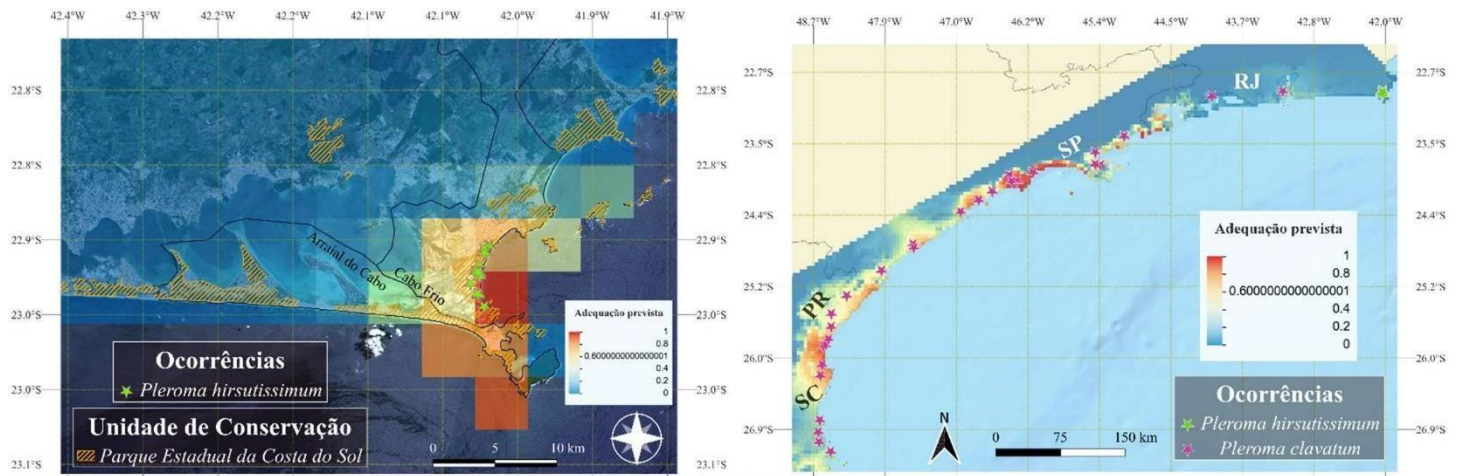 42.4°W 42.3°W 42.2°W 42.2°W 42.1°W 42.0°W 41.9°W
22.8°S
22.8°S
22.9°S
23.0°S
23.0°S
23.1°S
22.8°S
22.8°S
22.9°S
23.0°S
23.0°S
23.1°S
Arraial do Cabo
Cabo Frio
Ocorrências
Pleroma hirsutissimum
Unidade de Conservação
Parque Estadual da Costa do Sol
Adequação prevista
1
0.8
0.6000000000000001
0.4
0.2
0
0 5 10 km
48.7°W 47.9°W 47.0°W 46.2°W 45.4°W 44.5°W 43.7°W 42.8°W 42.0°W
22.7°S
23.5°S
24.4°S
25.2°S
26.0°S
26.9°S
22.7°S
23.5°S
24.4°S
25.2°S
26.0°S
26.9°S
RJ
SP
PR
SC
Adequação prevista
1
0.8
0.6000000000000001
0.4
0.2
0
N
0 75 150 km
Ocorrências
Pleroma hirsutissimum
Pleroma clavatum